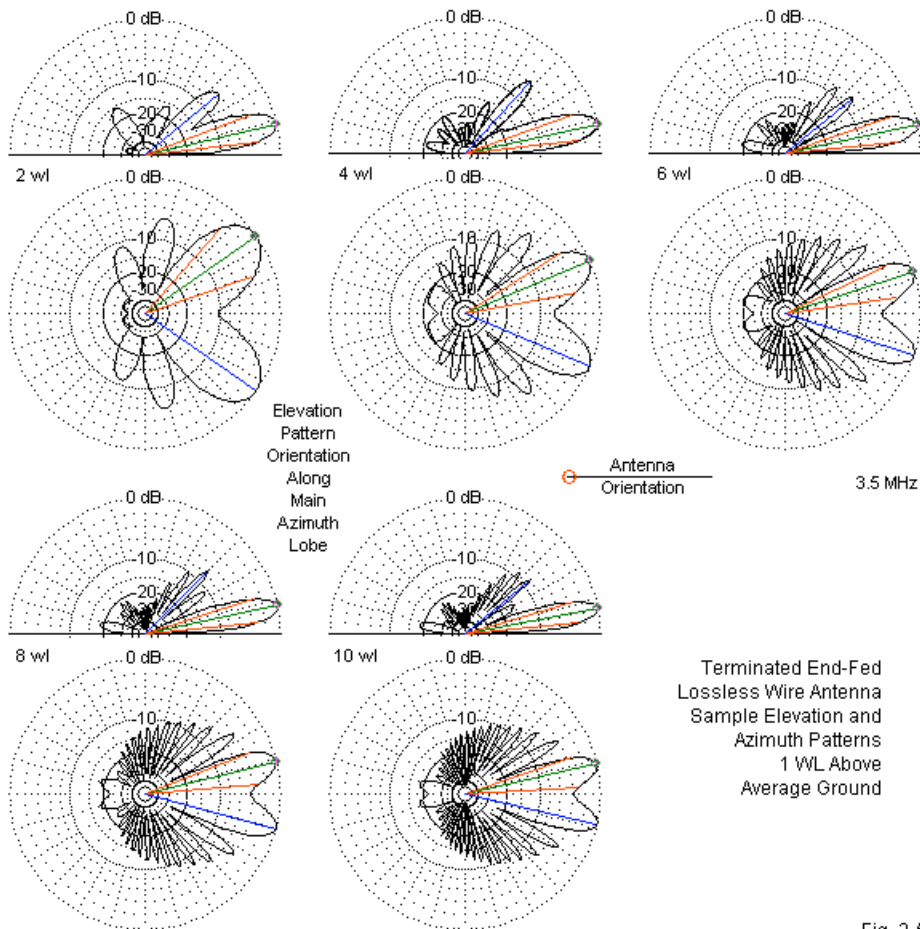 0 dB
0 dB
0 dB
-10
-10
-10
20
20
20
30
30
30
2 wl
4 wl
6 wl
0 dB
0 dB
0 dB
10
-10
-10
20
20
20
30
30
30
Elevation
Pattern
Orientation
Along
Main
Azimuth
Lobe
Antenna
Orientation
3.5 MHz
0 dB
0 dB
-10
-10
20
20
8 wl
10 wl
0 dB
0 dB
-10
-10
Terminated End-Fed
Lossless Wire Antenna
Sample Elevation and
Azimuth Patterns
1 WL Above
Average Ground